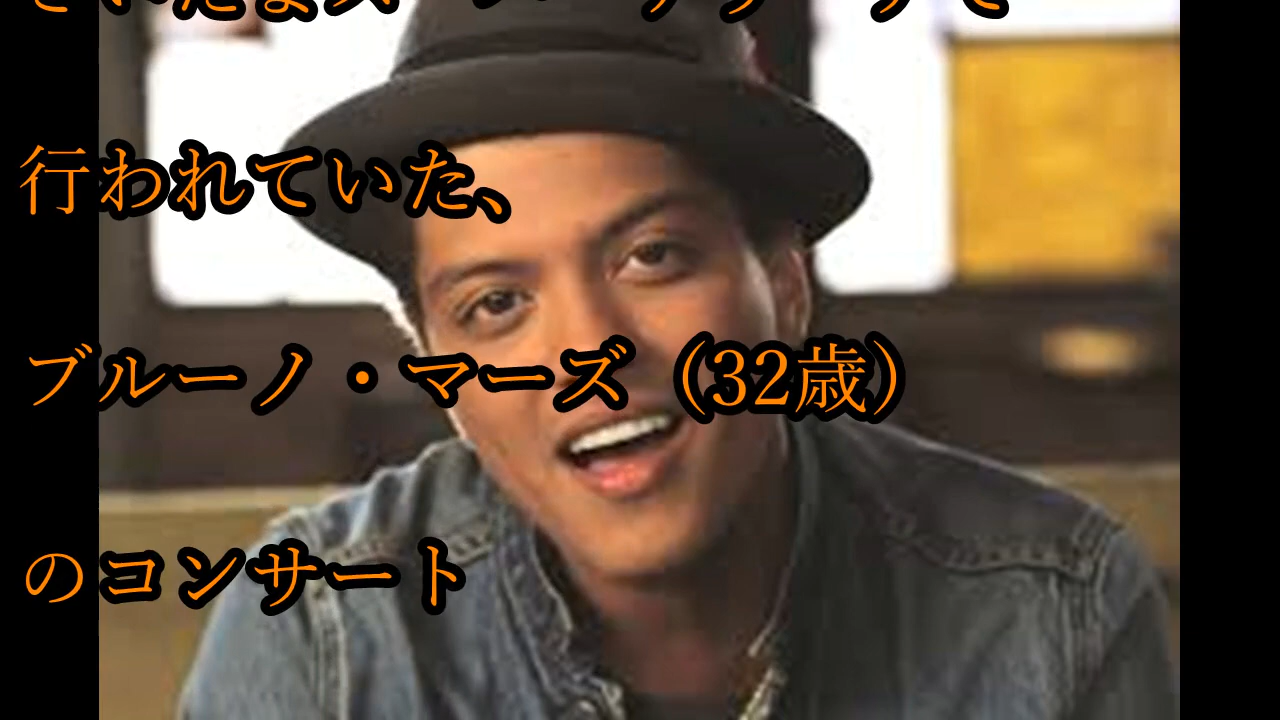 行われていた、
ブルーノ・マーズ（32歳）
のコンサート